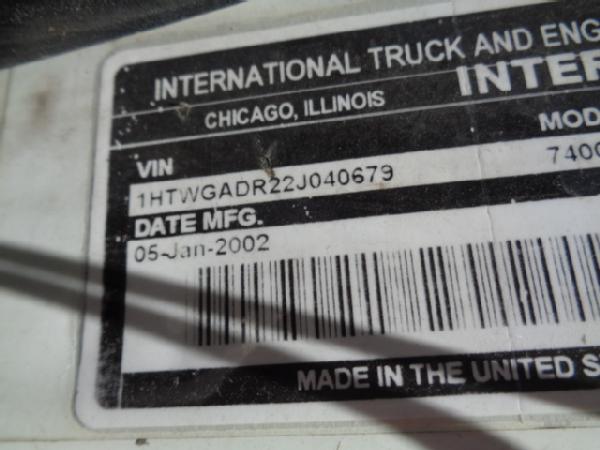 INTERNATIONAL TRUCK AND ENG
CHICAGO, ILLINOIS INTER
VIN MOD
1HTWGADR22J040679 7400
DATE MFG.
05-Jan-2002
MADE IN THE UNITED S